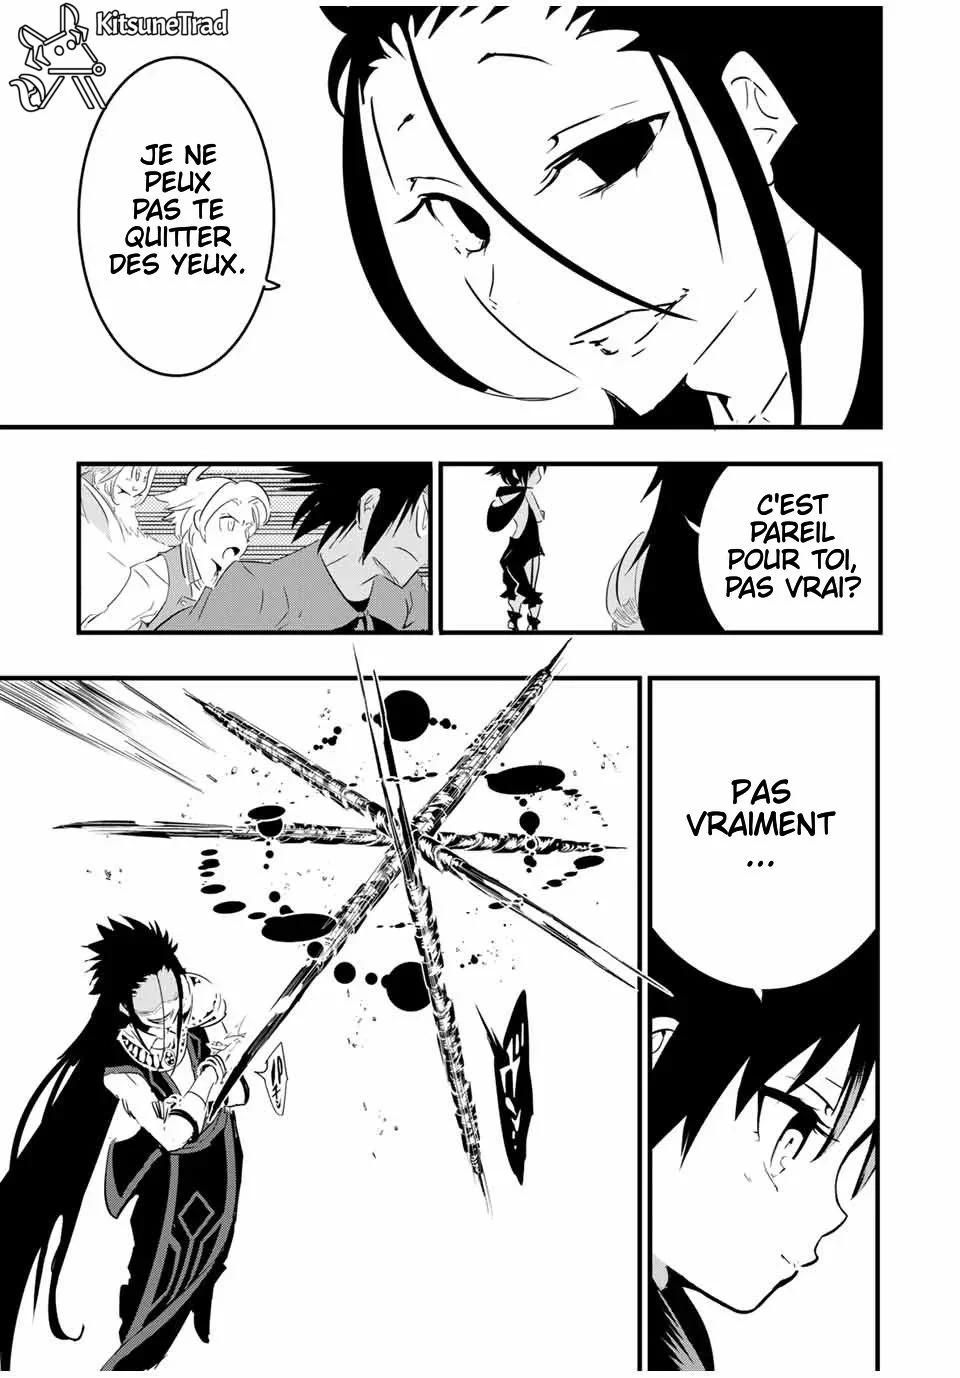 KitsuneTrad
JE NE
PEUX
PAS TE
QUITTER
DES YEUX.
C'EST
PAREIL
POUR TOI,
PAS VRAI?
PAS
VRAIMENT
...